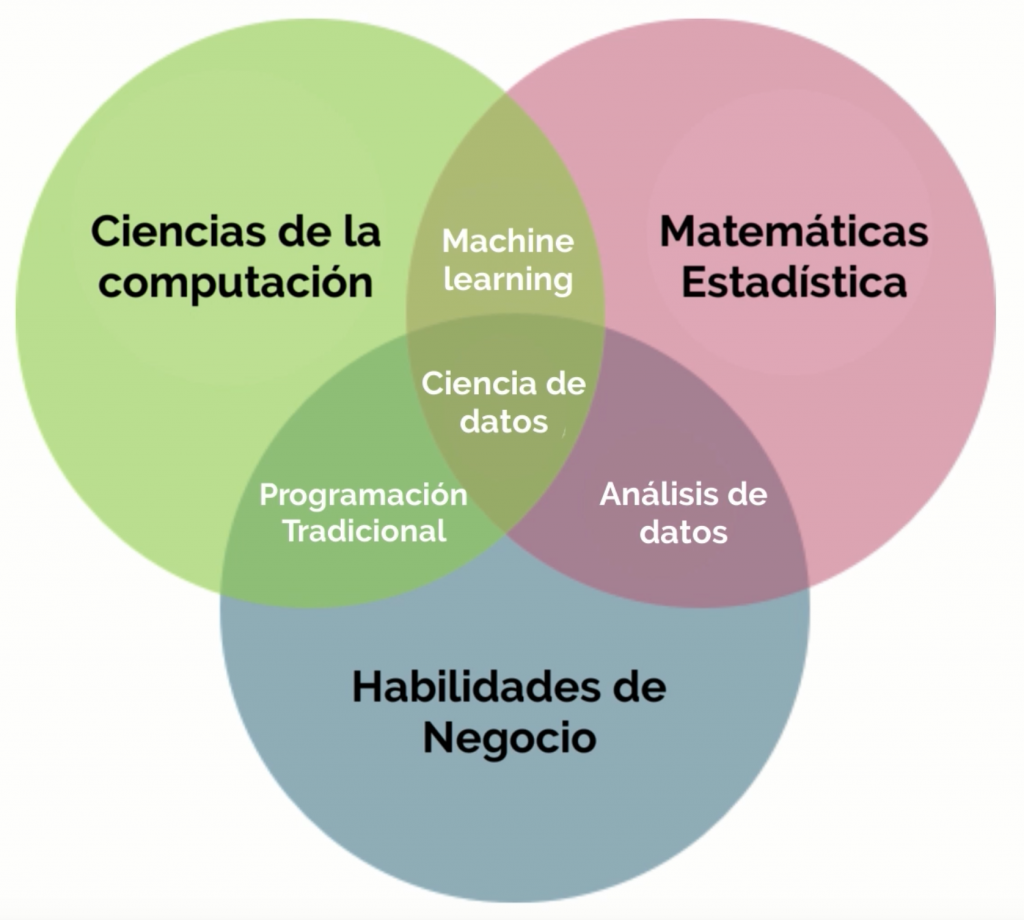 Ciencias de la
computación
Machine
learning
Matemáticas
Estadística
Ciencia de
datos
Programación
Tradicional
Análisis de
datos
Habilidades de
Negocio